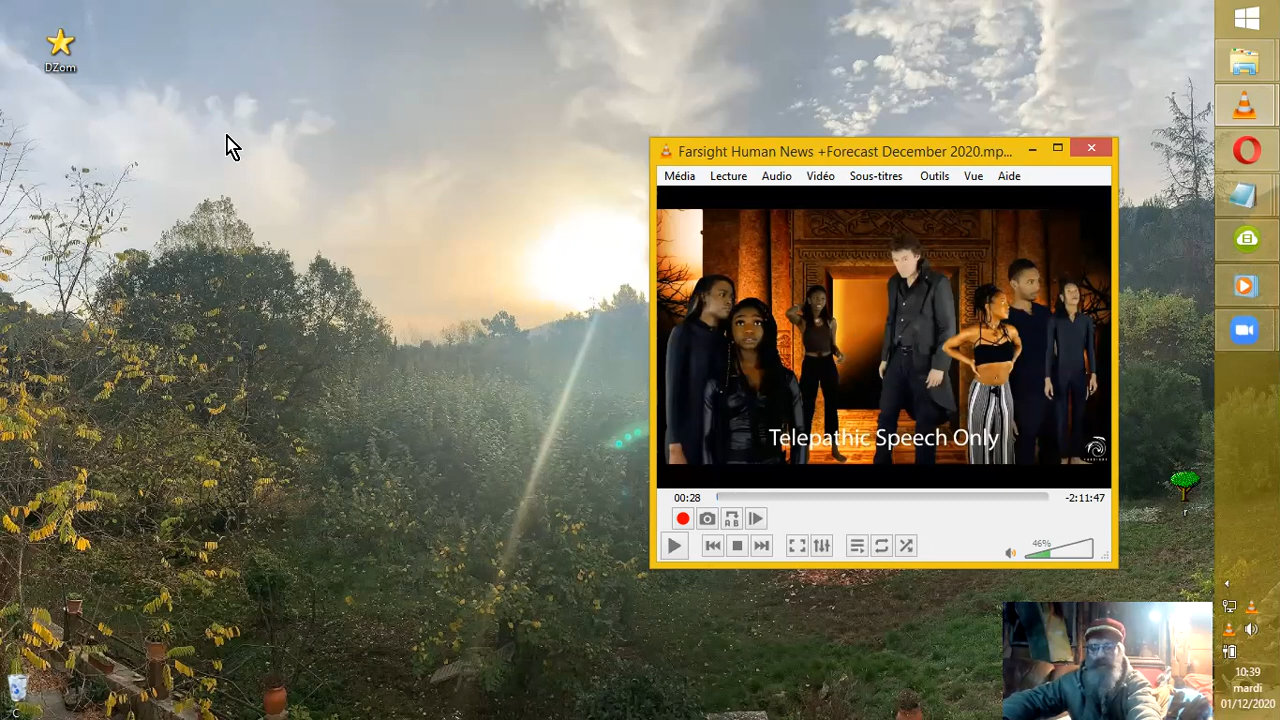 DZom
Farsight Human News +Forecast December 2020.mp...
Média Lecture Audio Vidéo Sous-titres Outils Vue Aide
Telepathic Speech Only
00:28
-2:11:47
A B
46%
r
C
10:39
mardi
01/12/2020